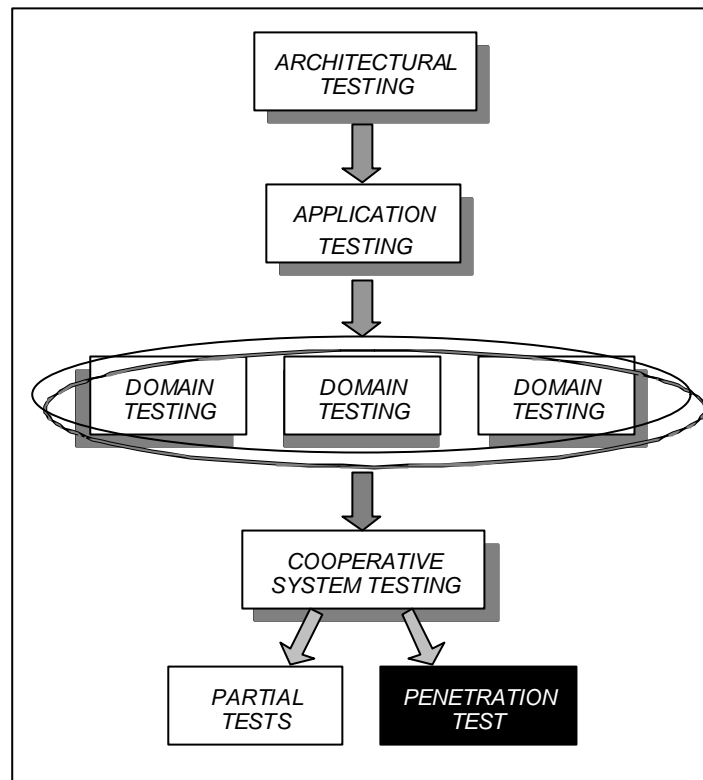 ARCHITECTURAL
TESTING
APPLICATION
TESTING
DOMAIN
TESTING
DOMAIN
TESTING
DOMAIN
TESTING
COOPERATIVE
SYSTEM TESTING
PARTIAL
TESTS
PENETRATION
TEST